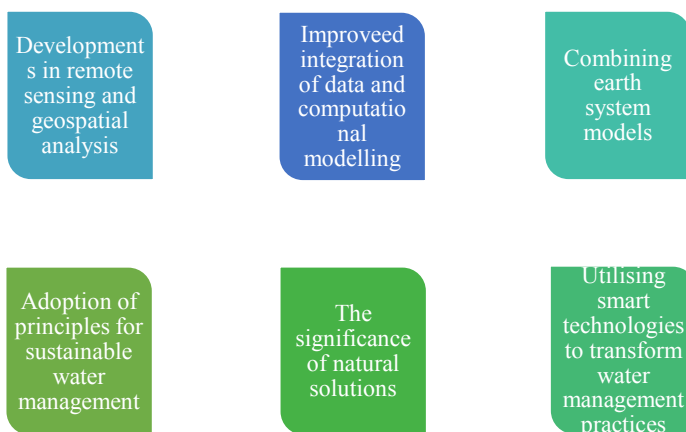 Development
s in remote
sensing and
geospatial
analysis
Improveed
integration
of data and
computatio
nal
modelling
Combining
earth
system
models
Adoption of
principles for
sustainable
water
management
The
significance
of natural
solutions
Utilising
smart
technologies
to transform
water
management
practices